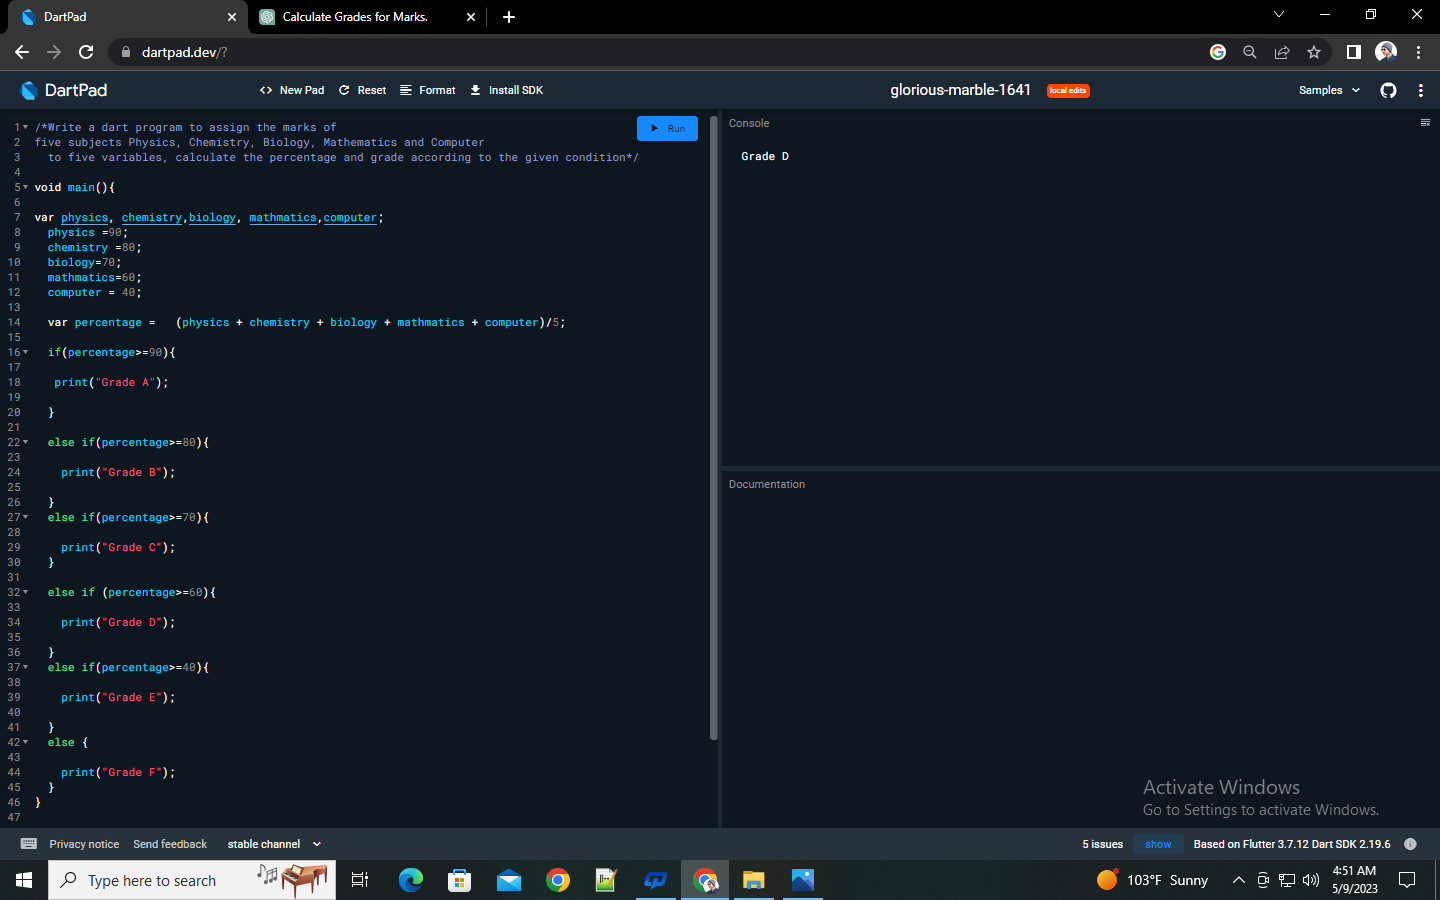 DartPad
Calculate Grades for Marks.
dartpad.dev/?
DartPad
New Pad
Reset
Format
Install SDK
glorious-marble-1641
local edits
Samples
1 /*Write a dart program to assign the marks of
2 five subjects Physics, Chemistry, Biology, Mathematics and Computer
3 to five variables, calculate the percentage and grade according to the given condition*/
4
5 void main(){
6
7 var physics, chemistry,biology, mathmatics,computer;
8 physics =90;
9 chemistry =80;
10 biology=70;
11 mathmatics=60;
12 computer = 40;
13
14 var percentage = (physics + chemistry + biology + mathmatics + computer)/5;
15
16 if(percentage>=90){
17
18 print("Grade A");
19
20 }
21
22 else if(percentage>=80){
23
24 print("Grade B");
25
26 }
27 else if(percentage>=70){
28
29 print("Grade C");
30 }
31
32 else if (percentage>=60){
33
34 print("Grade D");
35
36 }
37 else if(percentage>=40){
38
39 print("Grade E");
40
41 }
42 else {
43
44 print("Grade F");
45 }
46 }
47
Run
Console
Grade D
Documentation
Activate Windows
Go to Settings to activate Windows.
Privacy notice
Send feedback
stable channel
5 issues
show
Based on Flutter 3.7.12 Dart SDK 2.19.6
Type here to search
103°F Sunny
4:51 AM
5/9/2023